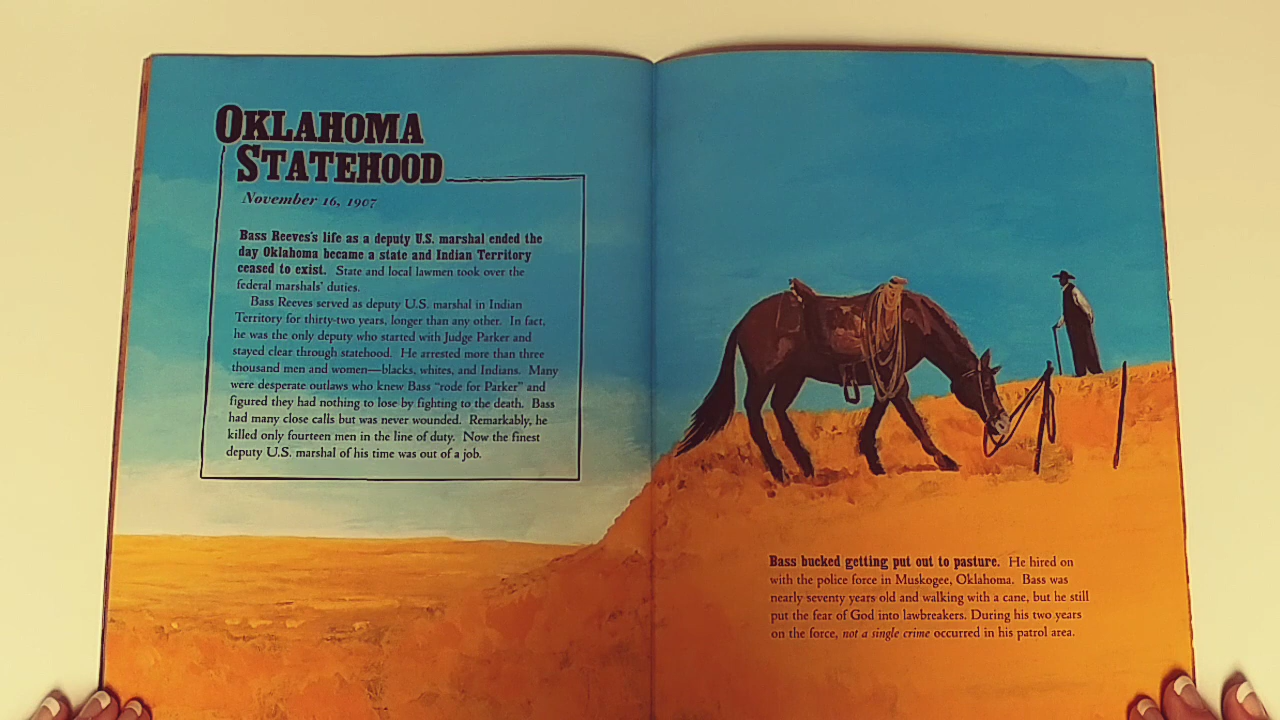 OKLAHOMA
STATEHOOD
November 16, 1907
Bass Reeves's life as a deputy U.S. marshal ended the
day Oklahoma became a state and Indian Territory
ceased to exist. State and local lawmen took over the
federal marshals' duties.
Bass Reeves served as deputy U.S. marshal in Indian
Territory for thirty-two years, longer than any other. In fact,
he was the only deputy who started with Judge Parker and
stayed clear through statehood. He arrested more than three
thousand men and women—blacks, whites, and Indians. Many
were desperate outlaws who knew Bass “rode for Parker” and
figured they had nothing to lose by fighting to the death. Bass
had many close calls but was never wounded. Remarkably, he
killed only fourteen men in the line of duty. Now the finest
deputy U.S. marshal of his time was out of a job.
Bass bucked getting put out to pasture. He hired on
with the police force in Muskogee, Oklahoma. Bass was
nearly seventy years old and walking with a cane, but he still
put the fear of God into lawbreakers. During his two years
on the force, not a single crime occurred in his patrol area.